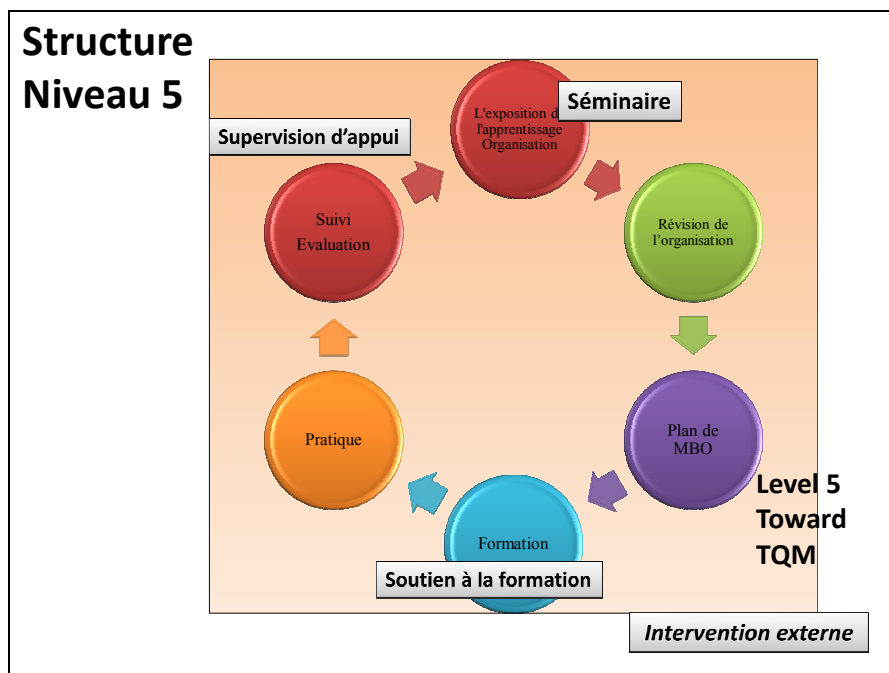 Structure
Niveau 5
Séminaire
L'exposition d
l'apprentissage
Organisation
Supervision d'appui
Suivi
Evaluation
Révision de
l'organisation
Pratique
Plan de
MBO
Level 5
Toward
TQM
Formation
Soutien à la formation
Intervention externe